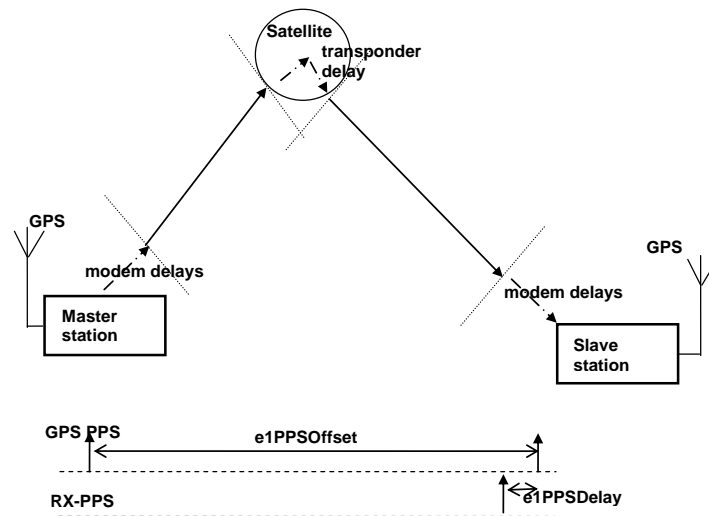 Satellite
transponder
delay
GPS
modem delays
Master
station
GPS
modem delays
Slave
station
GPS PPS
e1PPSOffset
RX-PPS
e1PPSDelay